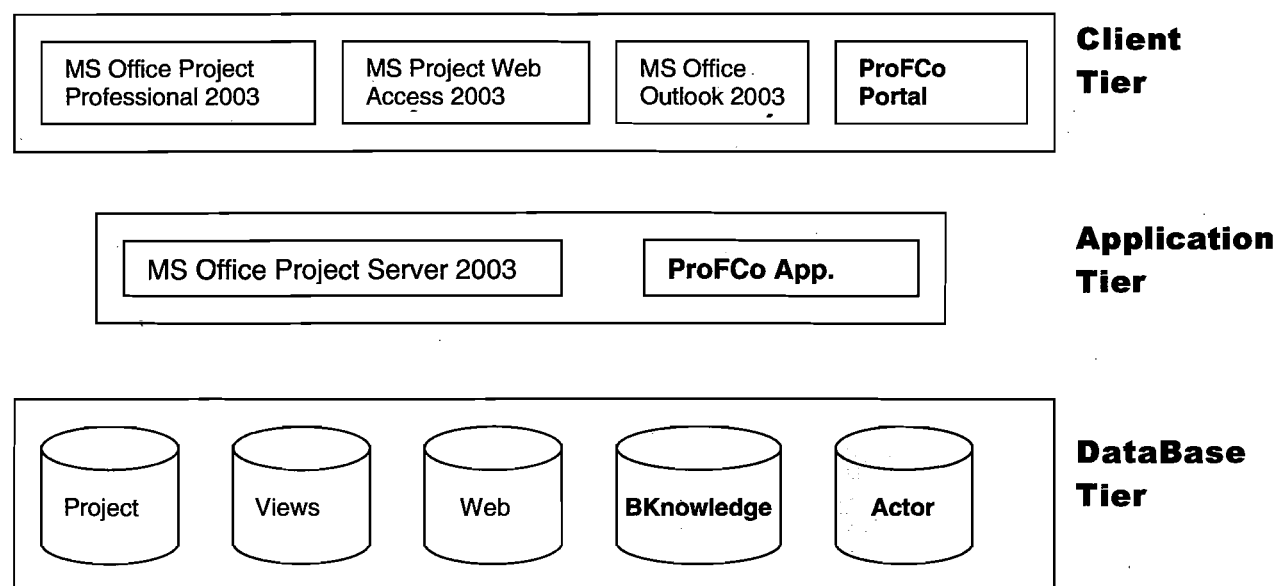 MS Office Project
Professional 2003
MS Project Web
Access 2003
MS Office
Outlook 2003
ProFCo
Portal
Client
Tier
MS Office Project Server 2003
ProFCo App.
Application
Tier
Project
Views
Web
BKnowledge
Actor
DataBase
Tier